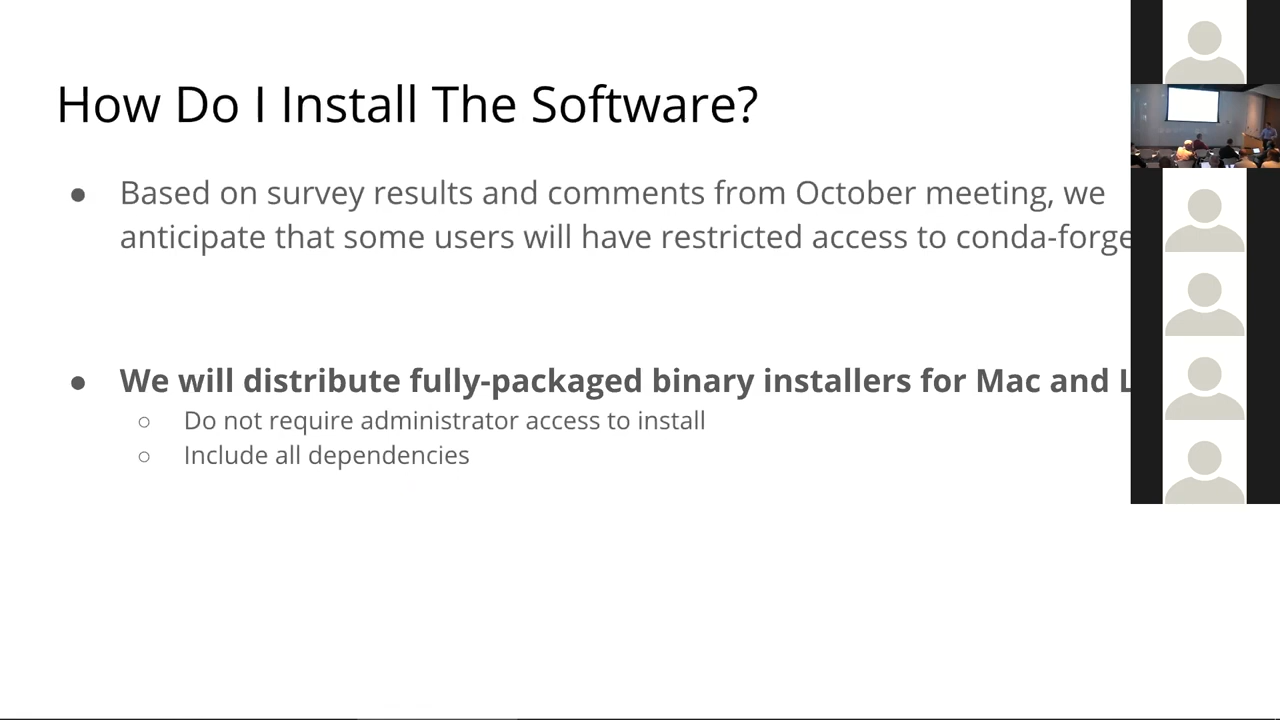 How Do I Install The Software?
● Based on survey results and comments from October meeting, we
anticipate that some users will have restricted access to conda-forge
● We will distribute fully-packaged binary installers for Mac and
○ Do not require administrator access to install
○ Include all dependencies